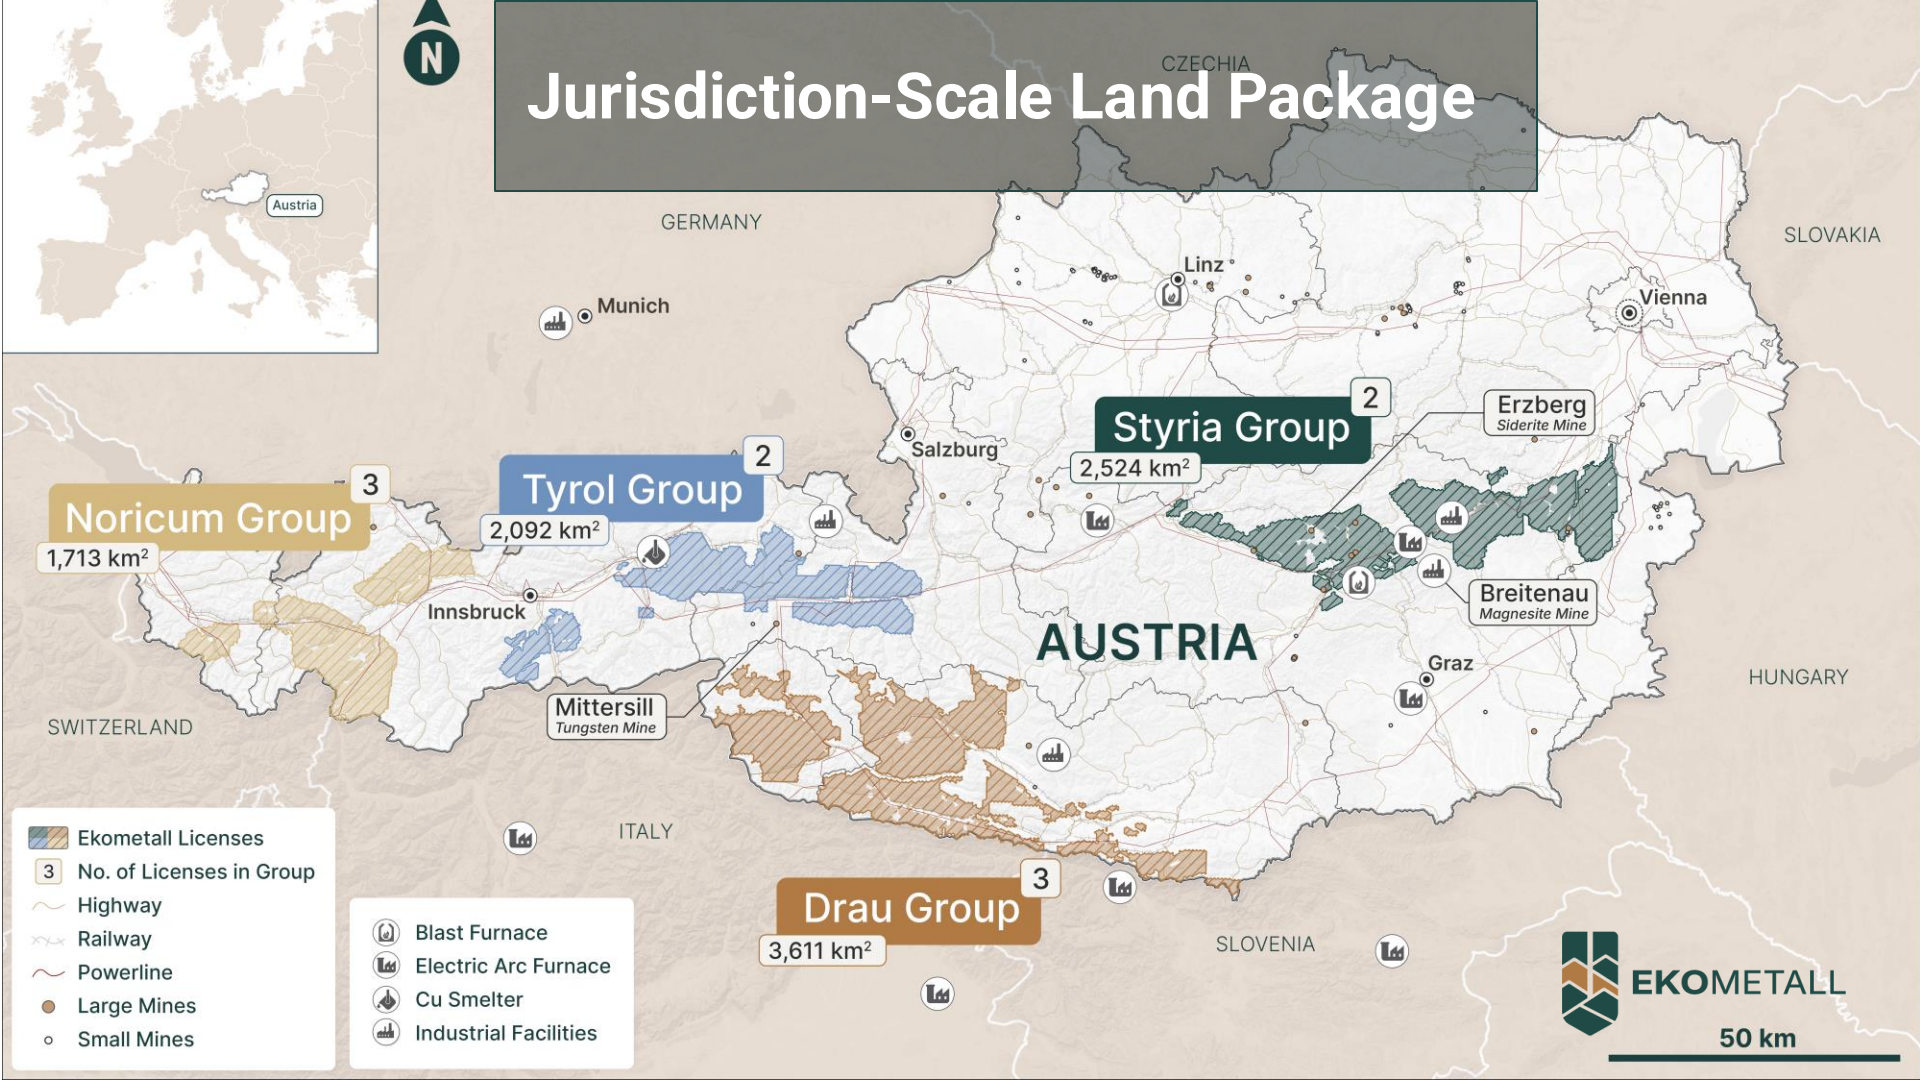 N
Jurisdiction-Scale Land Package
CZECHIA
Austria
GERMANY
SLOVAKIA
Linz
Munich
Vienna
Styria Group
2
2,524 km²
Erzberg
Siderite Mine
Salzburg
Tyrol Group
2
2,092 km²
Noricum Group
3
1,713 km²
Innsbruck
Breitenau
Magnesite Mine
AUSTRIA
Graz
HUNGARY
Mittersill
Tungsten Mine
SWITZERLAND
ITALY
Drau Group
3
3,611 km²
SLOVENIA
Ekometall Licenses
3
No. of Licenses in Group
Highway
Railway
Powerline
Large Mines
Small Mines
Blast Furnace
Electric Arc Furnace
Cu Smelter
Industrial Facilities
EKOMETALL
50 km